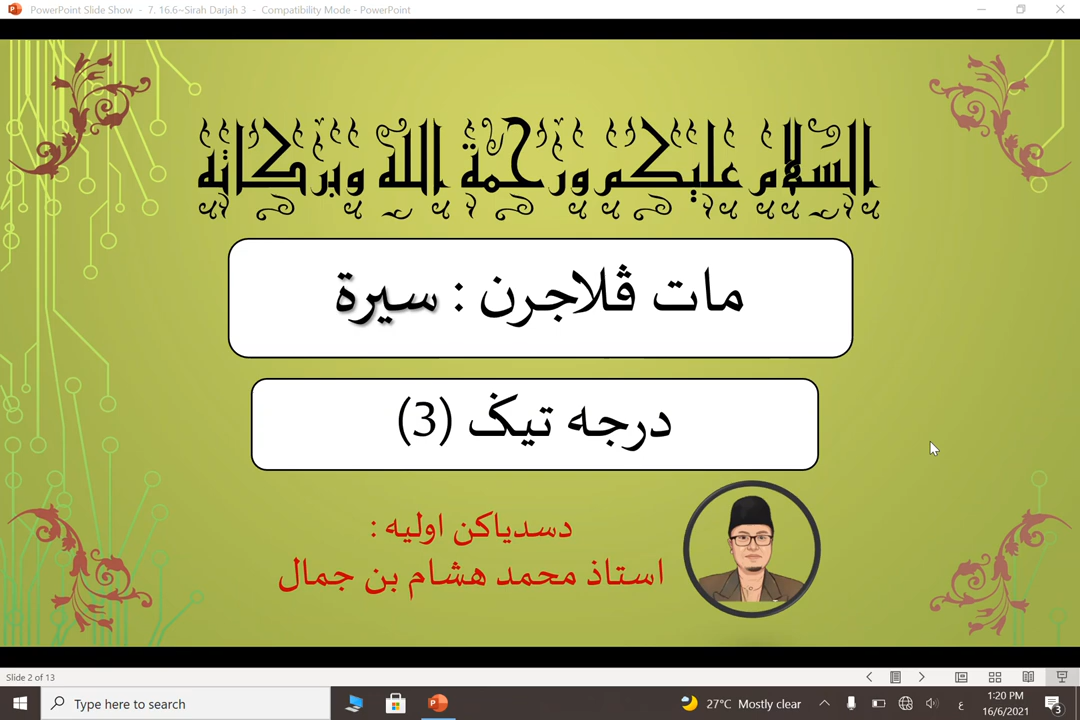 PowerPoint Slide Show - 7. 16.6~Sirah Darjah 3 - Compatibility Mode - PowerPoint
السلام عليكم ورحمة الله وبركاته
مات ڤلاجرن : سيرة
درجه تيݢ (3)
دسدياکن اوليه :
استاذ محمد هشام بن جمال
Slide 2 of 13
Type here to search
27°C Mostly clear
ع
1:20 PM
16/6/2021
3